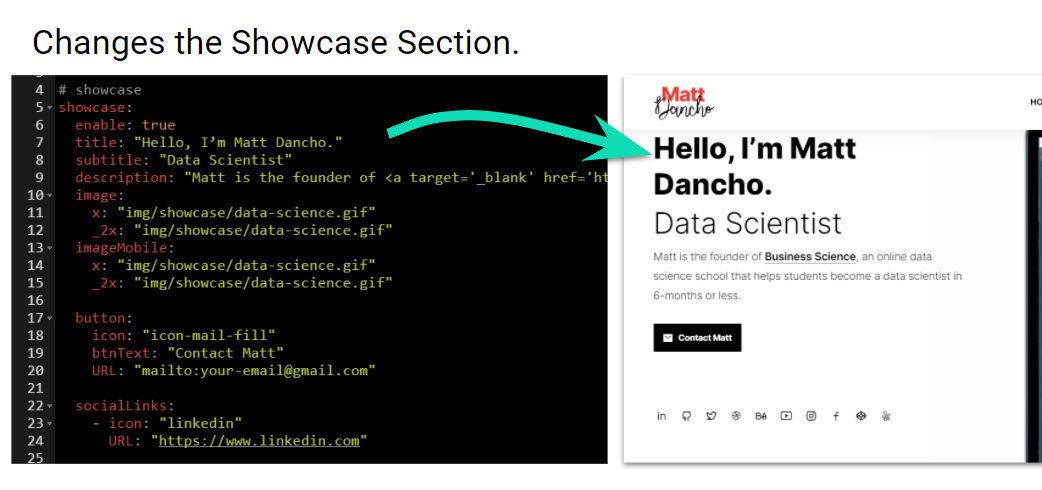 Changes the Showcase Section.
4 # showcase
5 showcase:
6 enable: true
7 title: "Hello, I’m Matt Dancho."
8 subtitle: "Data Scientist"
9 description: "Matt is the founder of <a target='_blank' href='ht
10 image:
11 x: "img/showcase/data-science.gif"
12 _2x: "img/showcase/data-science.gif"
13 imageMobile:
14 x: "img/showcase/data-science.gif"
15 _2x: "img/showcase/data-science.gif"
16
17 button:
18 icon: "icon-mail-fill"
19 btnText: "Contact Matt"
20 URL: "mailto:your-email@gmail.com"
21
22 socialLinks:
23 - icon: "linkedin"
24 URL: "https://www.linkedin.com"
25
Matt
Dancho
HO
Hello, I’m Matt
Dancho.
Data Scientist
Matt is the founder of Business Science, an online data
science school that helps students become a data scientist in
6-months or less.
Contact Matt
in
Bē
f